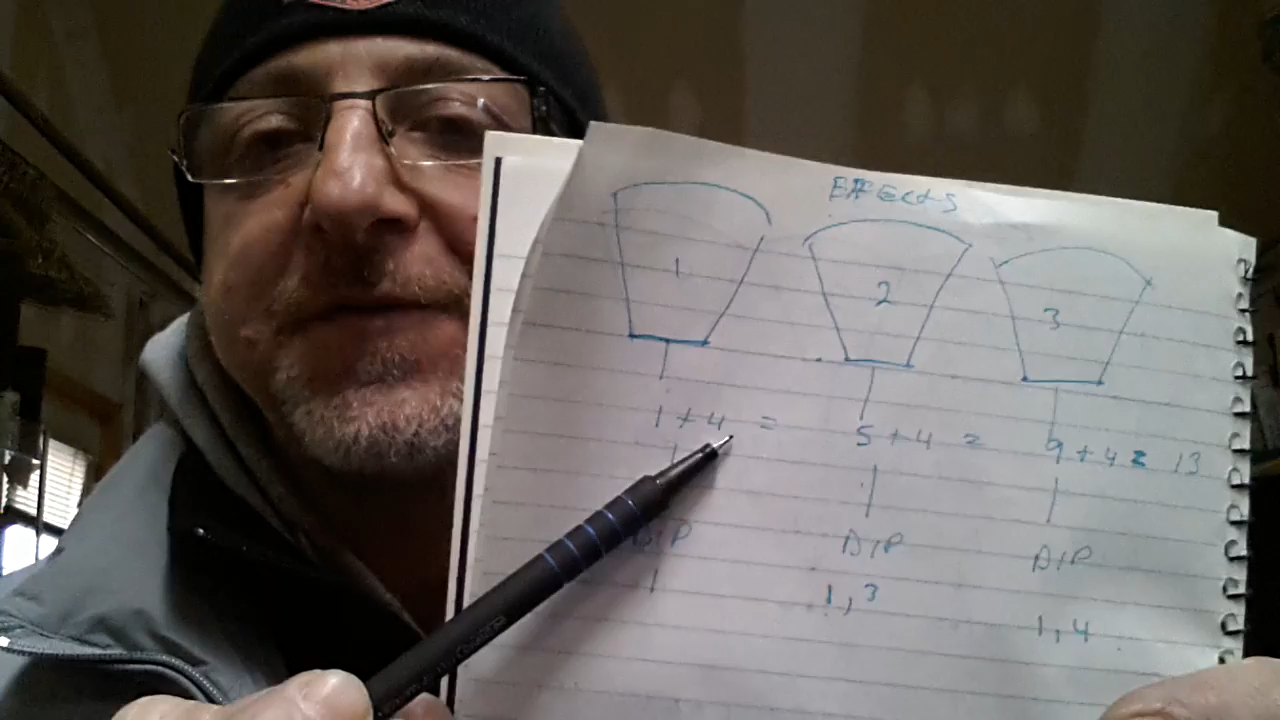 EFFECTS
1 2 3
1 + 4 = 5 + 4 = 9 + 4 = 13
DIP DIP DIP
1 1, 3 1, 4